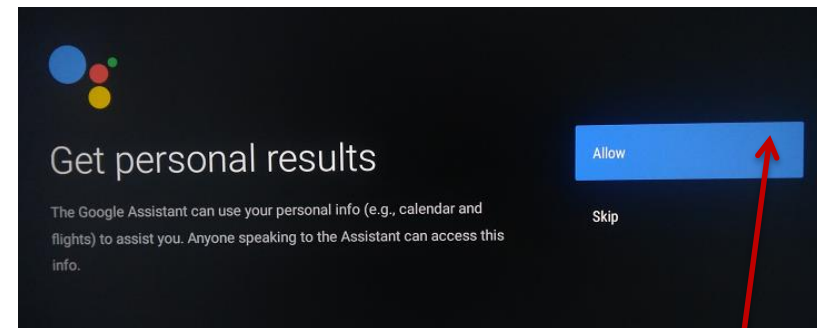 Get personal results
The Google Assistant can use your personal info (e.g., calendar and
flights) to assist you. Anyone speaking to the Assistant can access this
info.
Allow
Skip